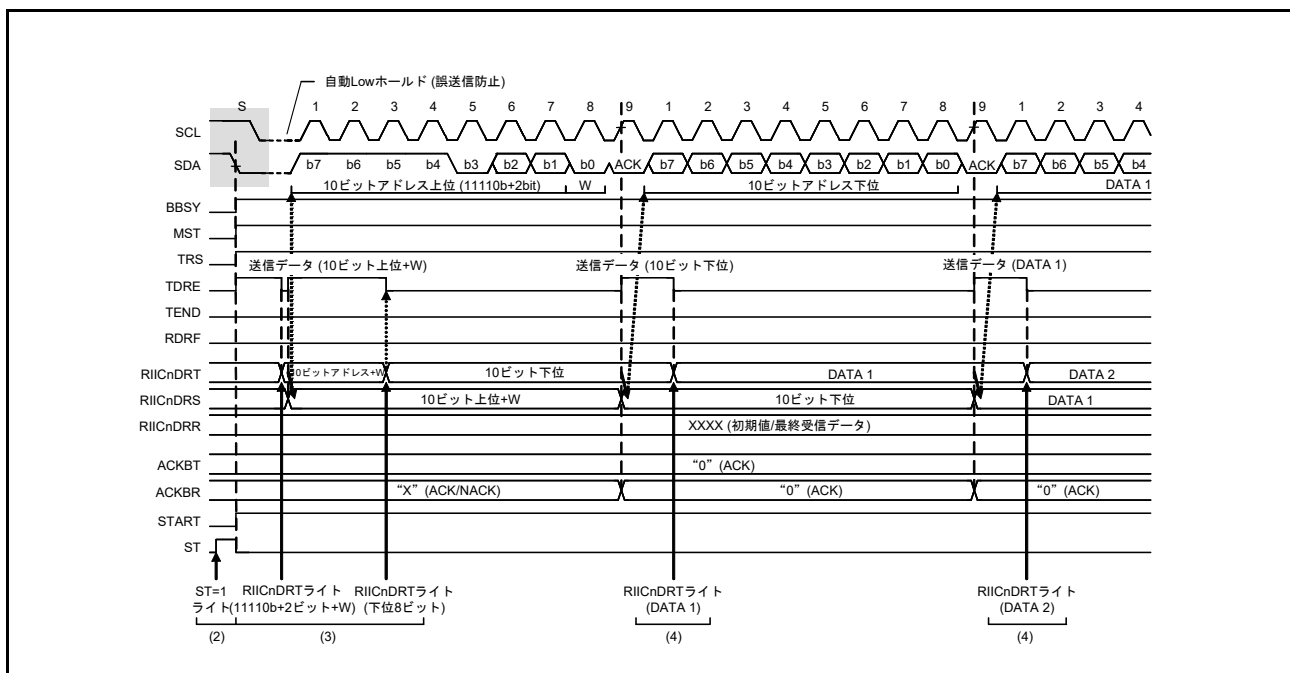 自動Lowホールド (誤送信防止)
S 1 2 3 4 5 6 7 8 9 1 2 3 4 5 6 7 8 9 1 2 3 4
SCL
SDA b7 b6 b5 b4 b3 b2 b1 b0 ACK b7 b6 b5 b4 b3 b2 b1 b0 ACK b7 b6 b5 b4
10ビットアドレス上位 (11110b+2bit) W 10ビットアドレス下位 DATA 1
BBSY
MST
TRS
送信データ (10ビット上位+W) 送信データ (10ビット下位) 送信データ (DATA 1)
TDRE
TEND
RDRF
RIICnDRT 10ビットアドレス+W 10ビット下位 DATA 1 DATA 2
RIICnDRS 10ビット上位+W 10ビット下位 DATA 1
RIICnDRR XXXX (初期値/最終受信データ)
ACKBT “0” (ACK)
ACKBR “X” (ACK/NACK) “0” (ACK) “0” (ACK)
START
ST
ST=1 RIICnDRTライト RIICnDRTライト RIICnDRTライト RIICnDRTライト
ライト (11110b+2ビット+W) (下位8ビット) (DATA 1) (DATA 2)
(2) (3) (4) (4)